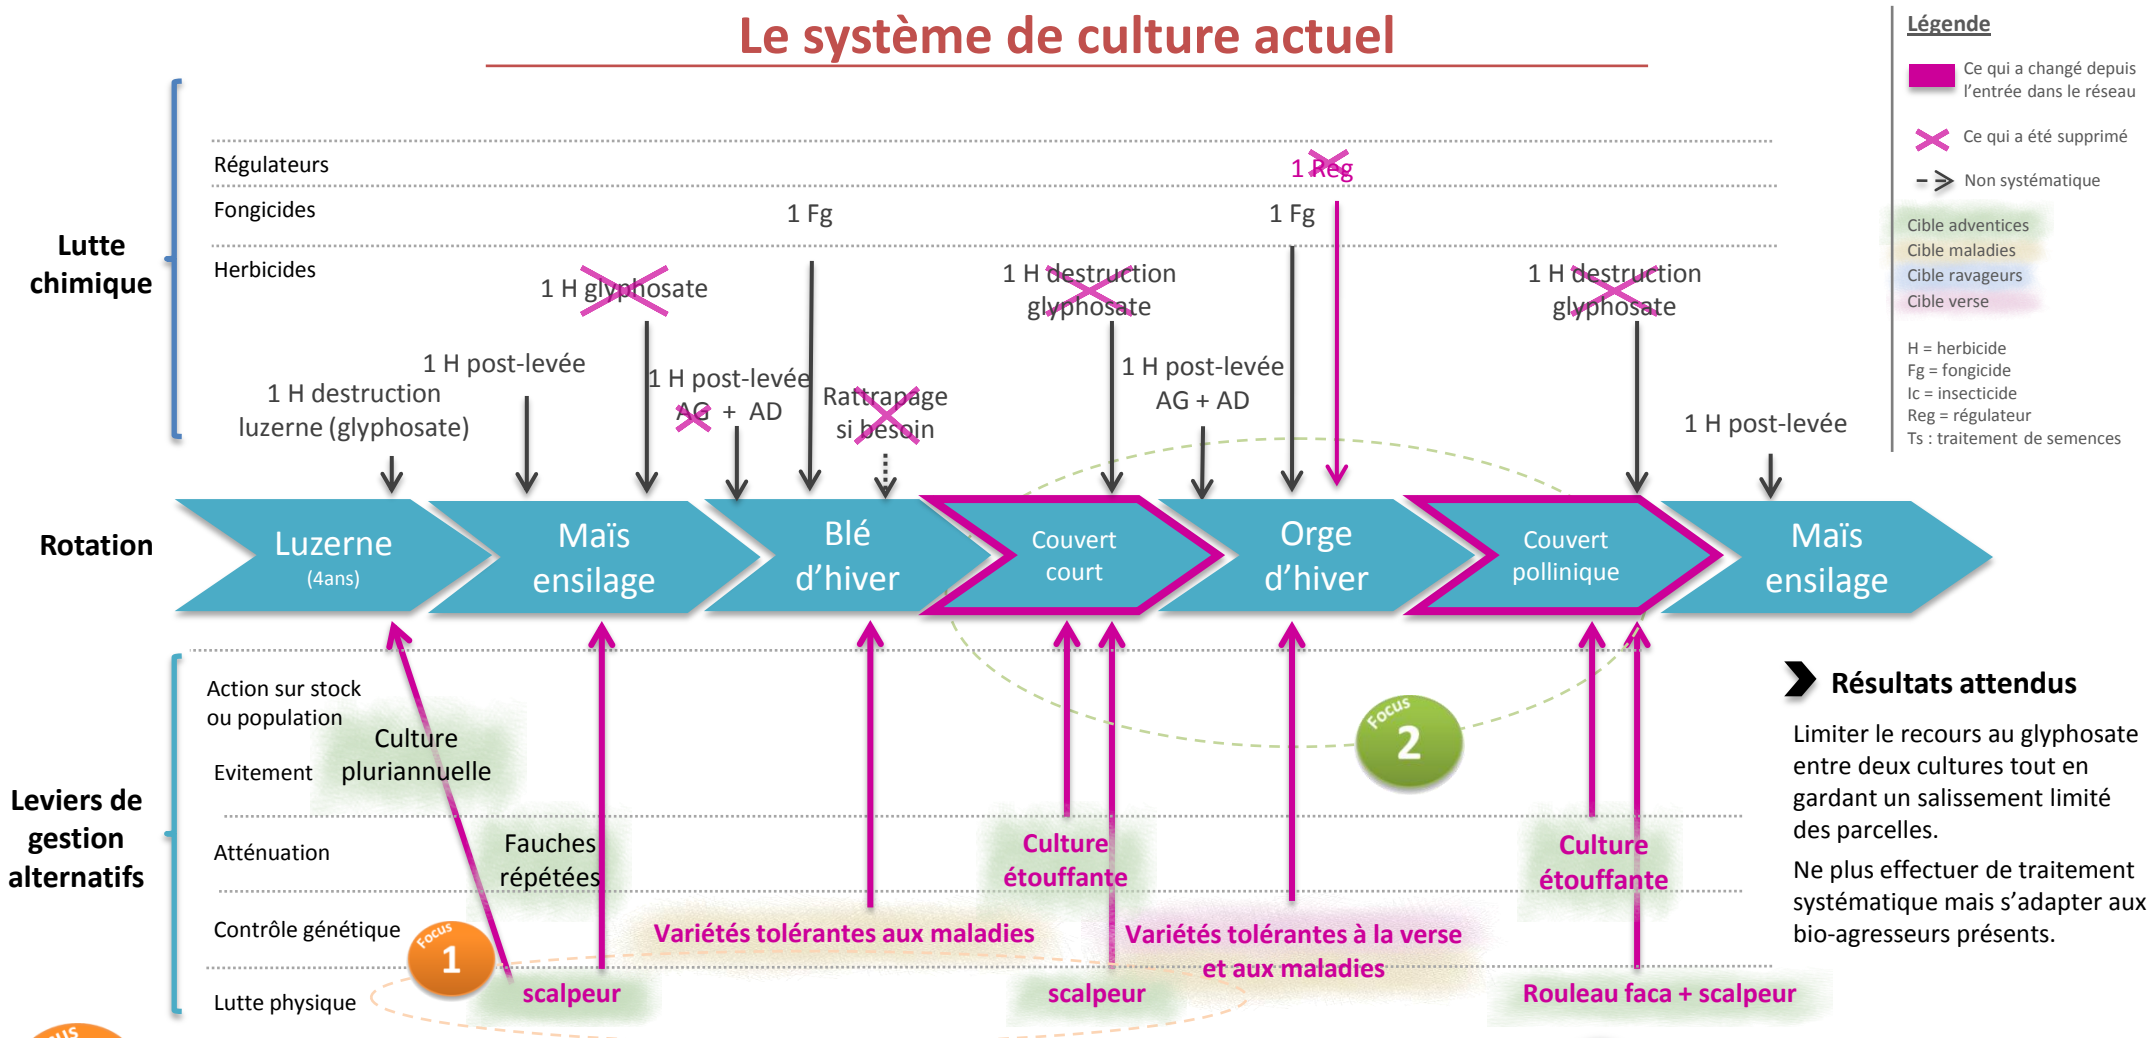 Le système de culture actuel
Légende
Ce qui a changé depuis
l'entrée dans le réseau
Ce qui a été supprimé
Non systématique
Cible adventices
Cible maladies
Cible ravageurs
Cible verse
H = herbicide
Fg = fongicide
Ic = insecticide
Reg = régulateur
Ts : traitement de semences
Lutte
chimique
Régulateurs
1 Reg
Fongicides
1 Fg
1 Fg
Herbicides
1 H glyphosate
1 H destruction
glyphosate
1 H destruction
glyphosate
1 H destruction
luzerne (glyphosate)
1 H post-levée
1 H post-levée
AG + AD
Rattrapage
si besoin
1 H post-levée
AG + AD
1 H post-levée
Rotation
Luzerne
(4ans)
Maïs
ensilage
Blé
d'hiver
Couvert
court
Orge
d'hiver
Couvert
pollinique
Maïs
ensilage
Leviers de
gestion
alternatifs
Action sur stock
ou population
Evitement
Culture
pluriannuelle
Focus
2
Atténuation
Fauches
répétées
Culture
étouffante
Culture
étouffante
Contrôle génétique
Focus
1
Variétés tolérantes aux maladies
Variétés tolérantes à la verse
et aux maladies
Lutte physique
scalpeur
scalpeur
Rouleau faca + scalpeur
Résultats attendus
Limiter le recours au glyphosate
entre deux cultures tout en
gardant un salissement limité
des parcelles.
Ne plus effectuer de traitement
systématique mais s'adapter aux
bio-agresseurs présents.